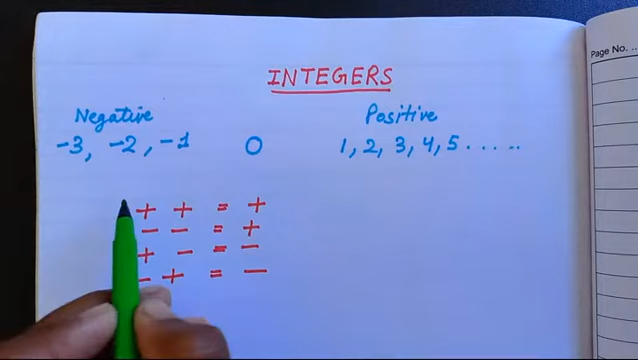 INTEGERS
Negative Positive
-3, -2, -1 0 1, 2, 3, 4, 5 . . . . . .
+ + = +
- - = +
+ - = -
- + = -
Page No. ..